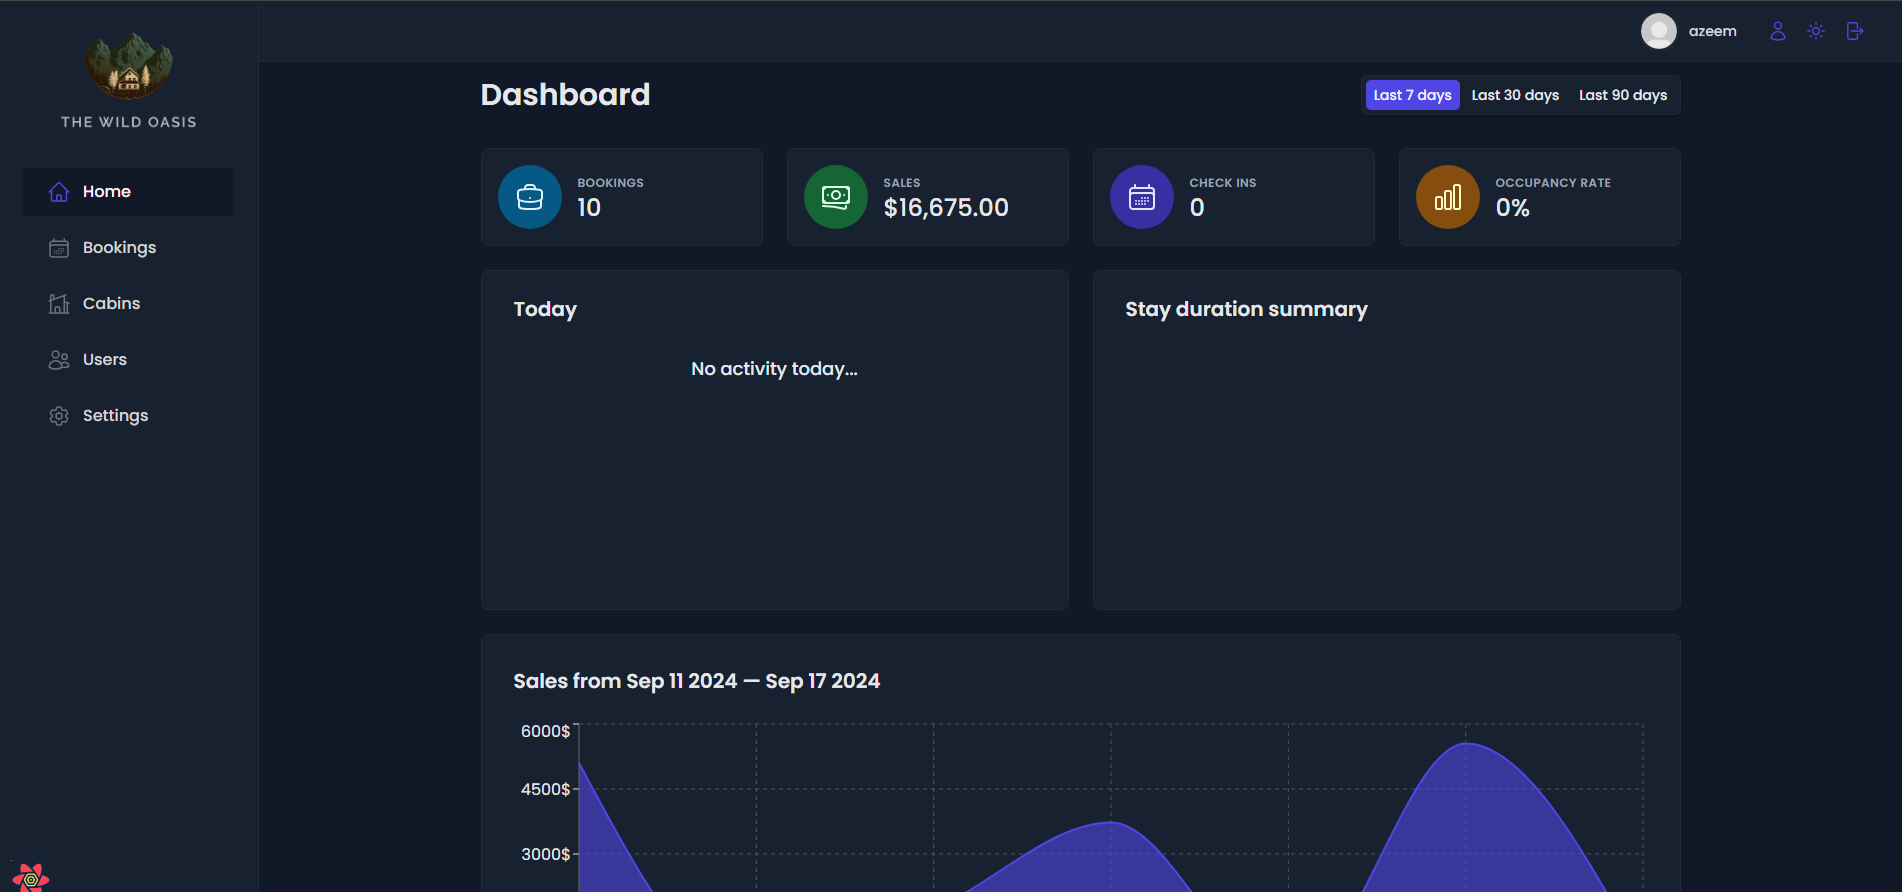 azeem
THE WILD OASIS
Home
Bookings
Cabins
Users
Settings
Dashboard
Last 7 days Last 30 days Last 90 days
BOOKINGS
10
SALES
$16,675.00
CHECK INS
0
OCCUPANCY RATE
0%
Today
No activity today...
Stay duration summary
Sales from Sep 11 2024 — Sep 17 2024
6000$
4500$
3000$